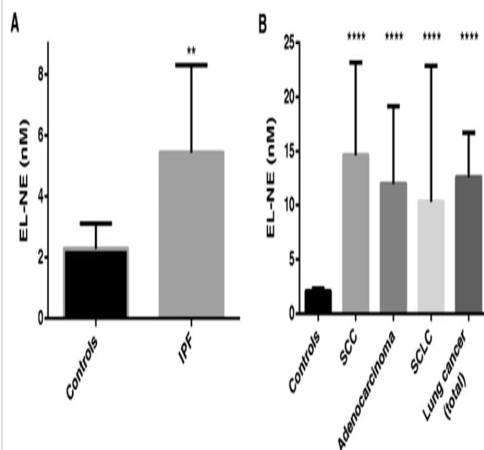 A
EL-NE (nM)
8
6
4
2
0
**
Controls
IPF
B
EL-NE (nM)
25
20
15
10
5
0
****
****
****
****
Controls
SCC
Adenocarcinoma
SCLC
Lung cancer
(total)